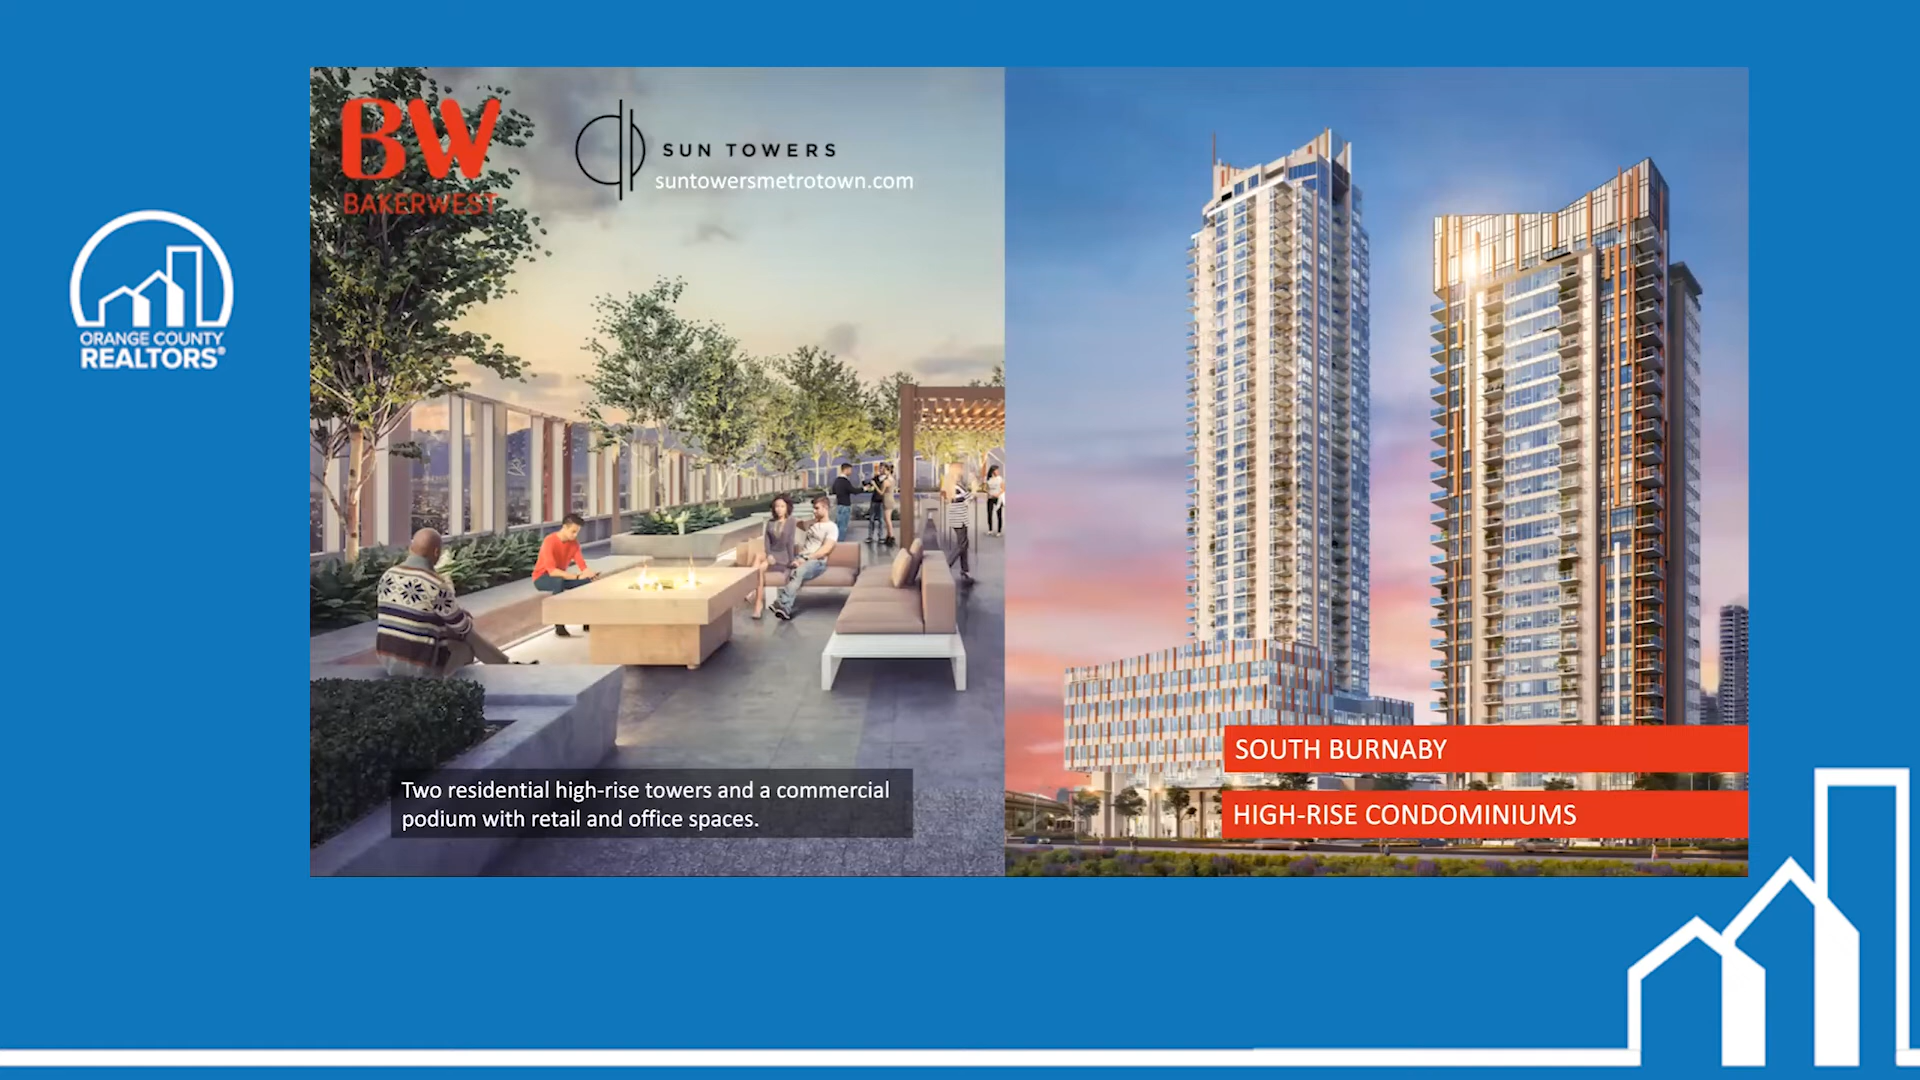 BW
BAKERWEST
SUN TOWERS
suntowersmetrotown.com
ORANGE COUNTY
REALTORS®
Two residential high-rise towers and a commercial
podium with retail and office spaces.
SOUTH BURNABY
HIGH-RISE CONDOMINIUMS